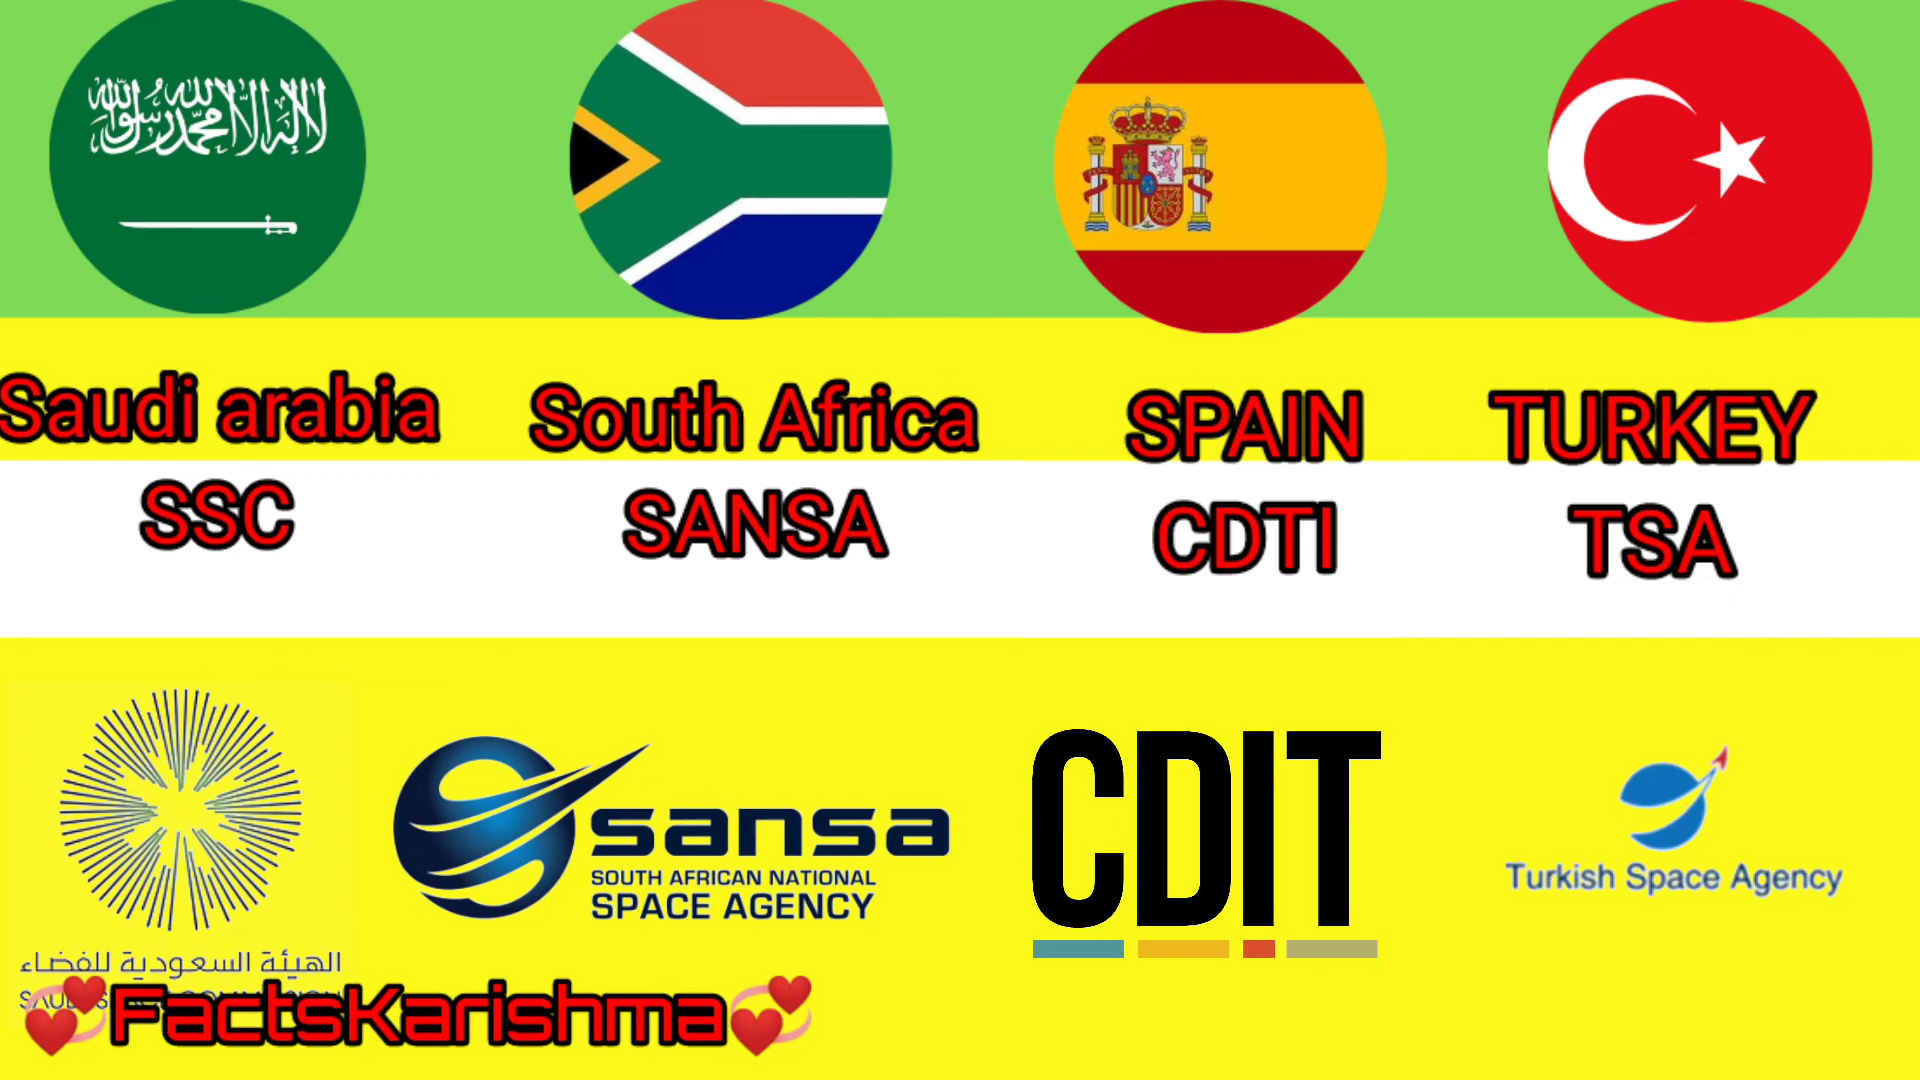 لا إله إلا الله محمد رسول الله
Saudi arabia
South Africa
SPAIN
TURKEY
SSC
SANSA
CDTI
TSA
الهيئة السعودية للفضاء
sansa
SOUTH AFRICAN NATIONAL
SPACE AGENCY
CDIT
Turkish Space Agency
FactsKarishma